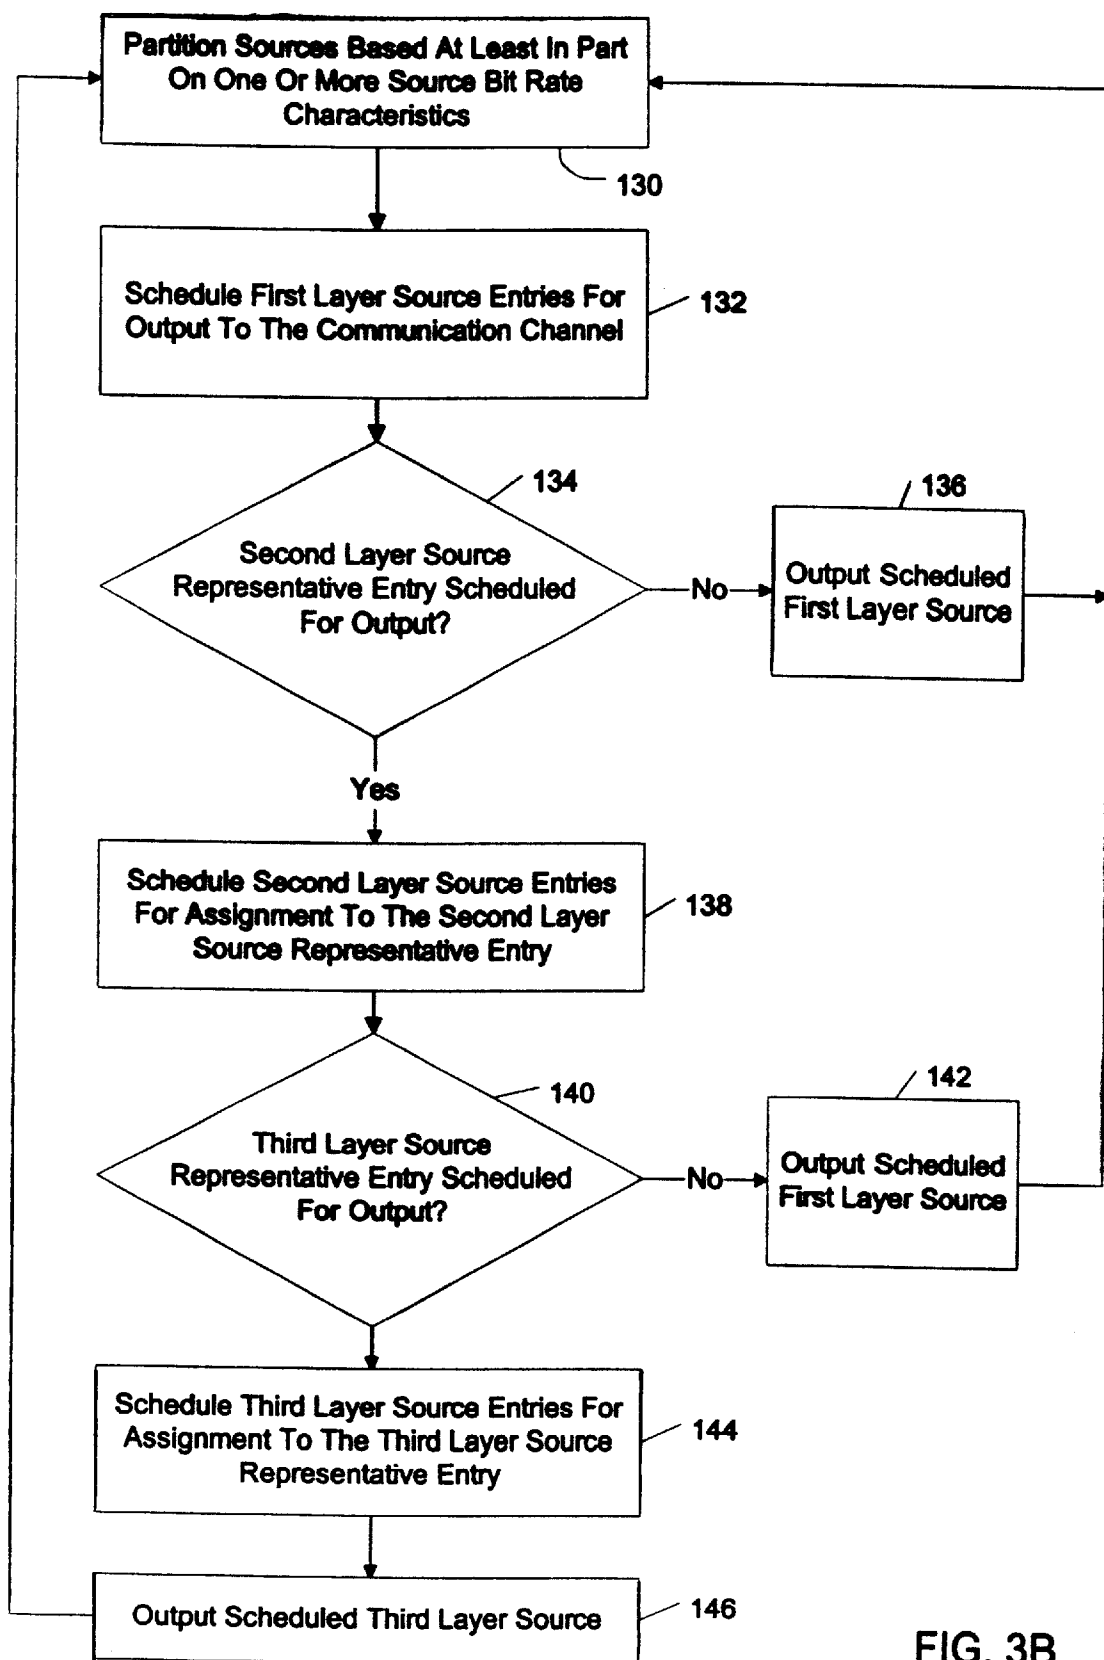 Partition Sources Based At Least In Part
On One Or More Source Bit Rate
Characteristics
130
Schedule First Layer Source Entries For
Output To The Communication Channel
132
134
Second Layer Source
Representative Entry Scheduled
For Output?
No
136
Output Scheduled
First Layer Source
Yes
Schedule Second Layer Source Entries
For Assignment To The Second Layer
Source Representative Entry
138
140
Third Layer Source
Representative Entry Scheduled
For Output?
No
142
Output Scheduled
First Layer Source
Schedule Third Layer Source Entries For
Assignment To The Third Layer Source
Representative Entry
144
Output Scheduled Third Layer Source
146
FIG. 3B